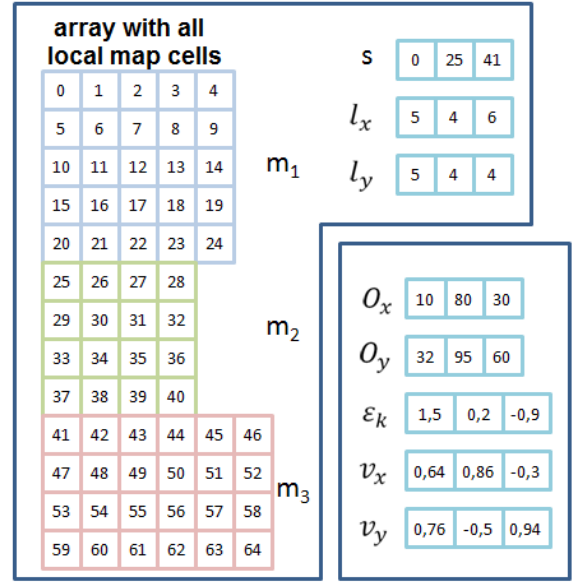 array with all
local map cells
0 1 2 3 4
5 6 7 8 9
10 11 12 13 14
15 16 17 18 19
20 21 22 23 24
m₁
25 26 27 28
29 30 31 32
33 34 35 36
37 38 39 40
m₂
41 42 43 44 45 46
47 48 49 50 51 52
53 54 55 56 57 58
59 60 61 62 63 64
m₃
s 0 25 41
lₓ 5 4 6
l_y 5 4 4
Oₓ 10 80 30
O_y 32 95 60
εₖ 1,5 0,2 -0,9
vₓ 0,64 0,86 -0,3
v_y 0,76 -0,5 0,94